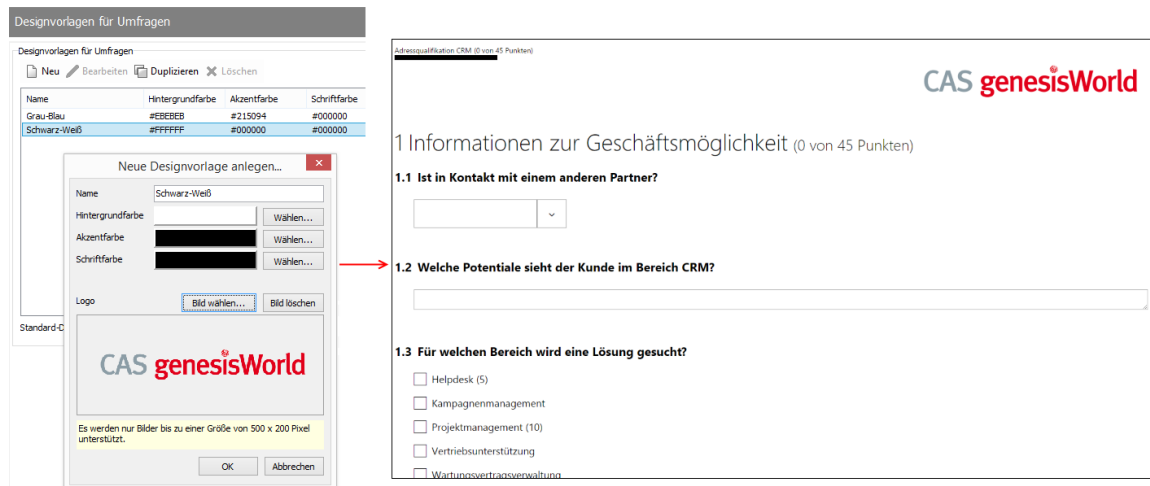 Designvorlagen für Umfragen
Designvorlagen für Umfragen
Neu Bearbeiten Duplizieren Löschen
Name Hintergrundfarbe Akzentfarbe Schriftfarbe
Grau-Blau #EBEBEB #215094 #000000
Schwarz-Weiß #FFFFFF #000000 #000000
Neue Designvorlage anlegen...
Name Schwarz-Weiß
Hintergrundfarbe Wählen...
Akzentfarbe Wählen...
Schriftfarbe Wählen...
Logo Bild wählen... Bild löschen
Standard-D
CAS genesisWorld
Es werden nur Bilder bis zu einer Größe von 500 x 200 Pixel
unterstützt.
OK Abbrechen
Adressqualifikation CRM (0 von 45 Punkten)
CAS genesisWorld
1 Informationen zur Geschäftsmöglichkeit (0 von 45 Punkten)
1.1 Ist in Kontakt mit einem anderen Partner?
1.2 Welche Potentiale sieht der Kunde im Bereich CRM?
1.3 Für welchen Bereich wird eine Lösung gesucht?
Helpdesk (5)
Kampagnenmanagement
Projektmanagement (10)
Vertriebsunterstützung
Wartungsvertragsverwaltung